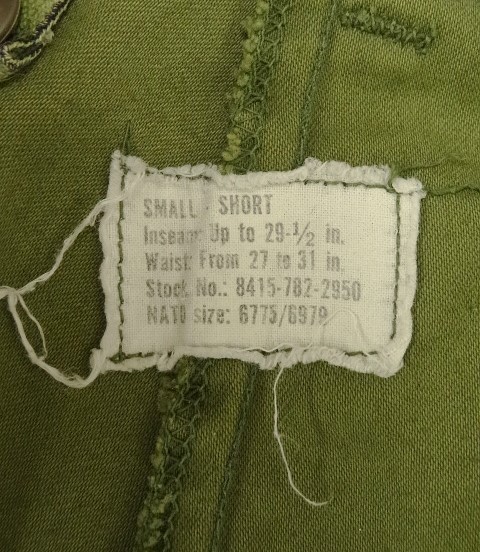 SMALL - SHORT
Inseam: Up to 29-1/2 in.
Waist: From 27 to 31 in.
Stock No.: 8415-782-2950
NATO size: 6775/6979